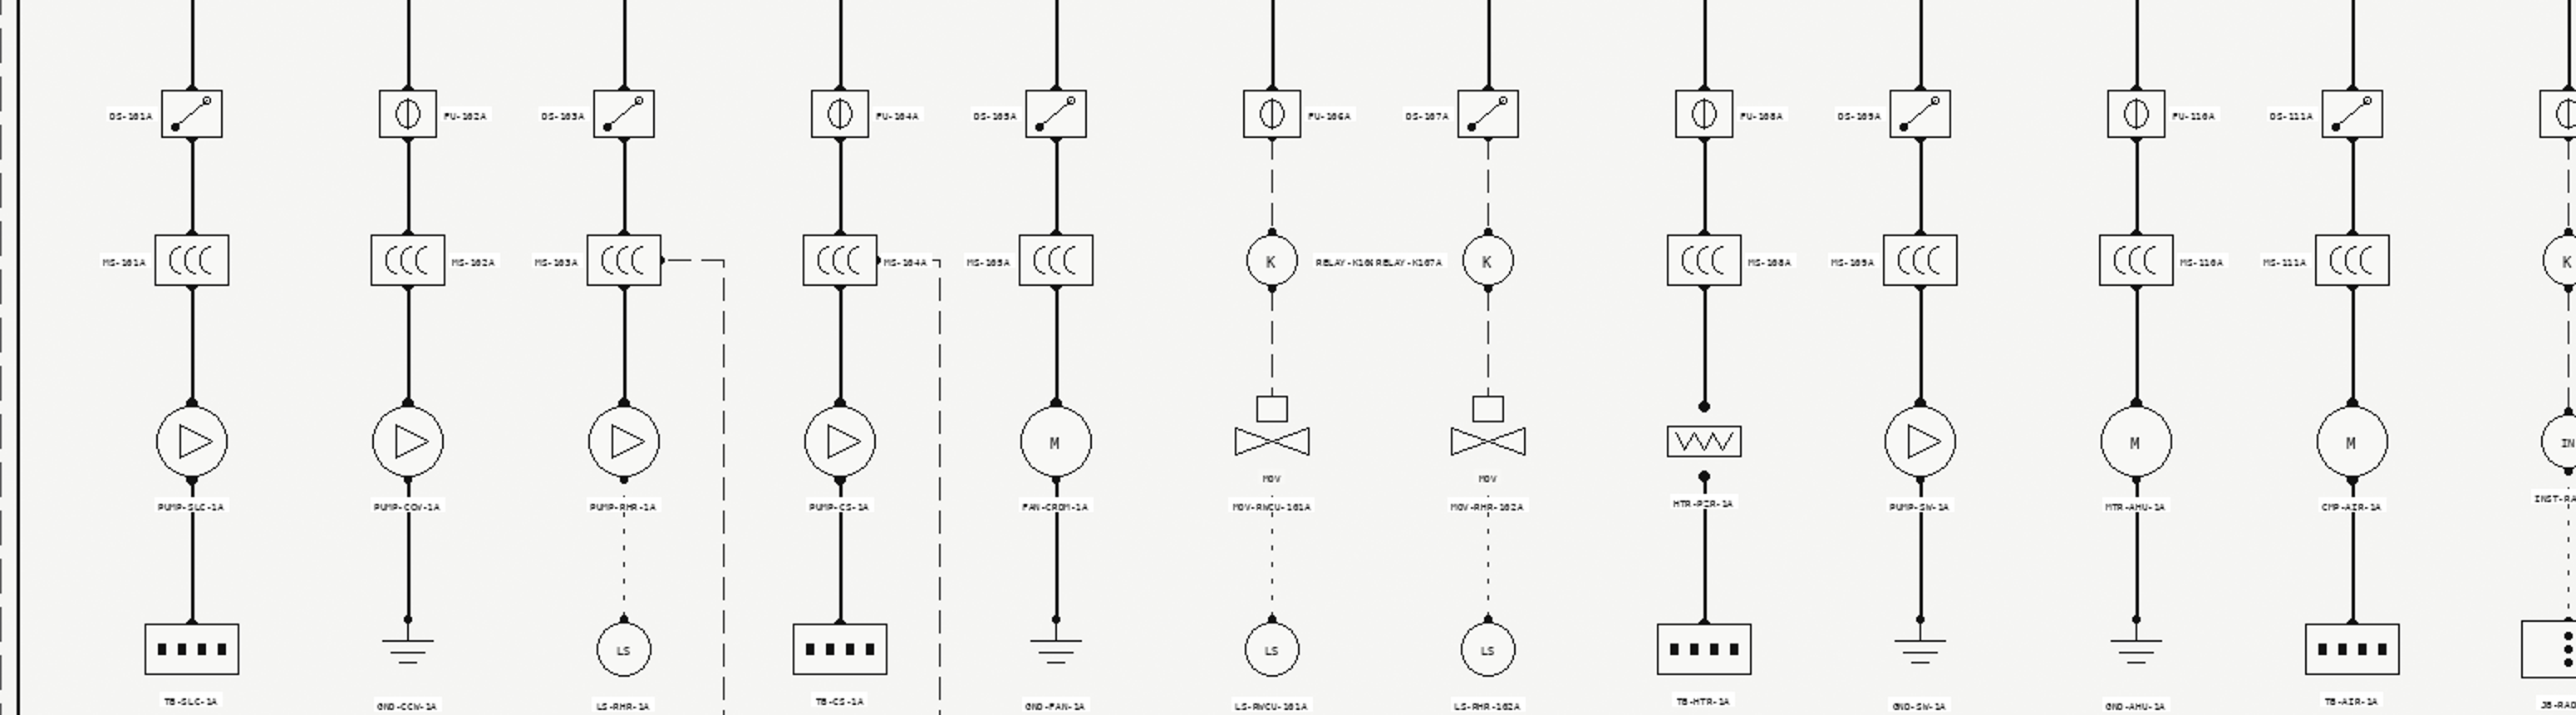 DS-101A
FU-102A
DS-103A
FU-104A
DS-105A
FU-106A
DS-107A
FU-108A
DS-109A
FU-110A
DS-111A
MS-101A
MS-102A
MS-103A
MS-104A
MS-105A
K
RELAY-K107A
K
MS-108A
MS-109A
MS-110A
MS-111A
K
M
M
M
MOV
MOV
PUMP-SLC-1A
PUMP-CCW-1A
PUMP-RHR-1A
PUMP-CS-1A
FAN-CRDM-1A
MOV-RWCU-101A
MOV-RHR-102A
HTR-PZR-1A
PUMP-SW-1A
MTR-AHU-1A
CMP-AIR-1A
LS
LS
LS
TB-SLC-1A
GND-CCW-1A
LS-RHR-1A
TB-CS-1A
GND-FAN-1A
LS-RWCU-101A
LS-RHR-102A
TB-HTR-1A
GND-SW-1A
GND-AHU-1A
TB-AIR-1A